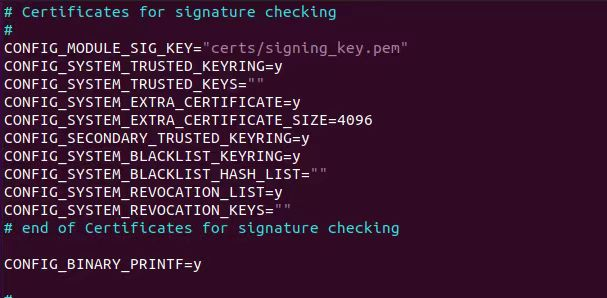 # Certificates for signature checking
#
CONFIG_MODULE_SIG_KEY="certs/signing_key.pem"
CONFIG_SYSTEM_TRUSTED_KEYRING=y
CONFIG_SYSTEM_TRUSTED_KEYS=""
CONFIG_SYSTEM_EXTRA_CERTIFICATE=y
CONFIG_SYSTEM_EXTRA_CERTIFICATE_SIZE=4096
CONFIG_SECONDARY_TRUSTED_KEYRING=y
CONFIG_SYSTEM_BLACKLIST_KEYRING=y
CONFIG_SYSTEM_BLACKLIST_HASH_LIST=""
CONFIG_SYSTEM_REVOCATION_LIST=y
CONFIG_SYSTEM_REVOCATION_KEYS=""
# end of Certificates for signature checking
CONFIG_BINARY_PRINTF=y
#